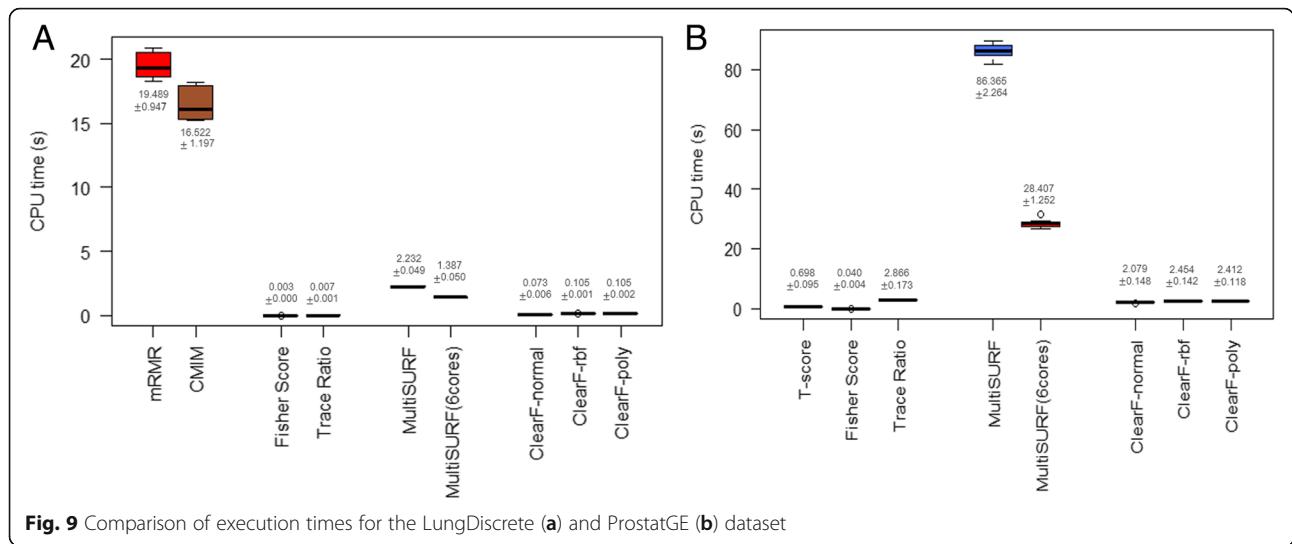 A
CPU time (s)
20
15
10
5
0
19.489
±0.947
16.522
± 1.197
0.003
±0.000
0.007
±0.001
2.232
±0.049
1.387
±0.050
0.073
±0.006
0.105
±0.001
0.105
±0.002
mRMR
CMIM
Fisher Score
Trace Ratio
MultiSURF
MultiSURF(6cores)
ClearF-normal
ClearF-rbf
ClearF-poly
B
CPU time (s)
80
60
40
20
0
0.698
±0.095
0.040
±0.004
2.866
±0.173
86.365
±2.264
28.407
±1.252
2.079
±0.148
2.454
±0.142
2.412
±0.118
T-score
Fisher Score
Trace Ratio
MultiSURF
MultiSURF(6cores)
ClearF-normal
ClearF-rbf
ClearF-poly
Fig. 9 Comparison of execution times for the LungDiscrete (a) and ProstatGE (b) dataset